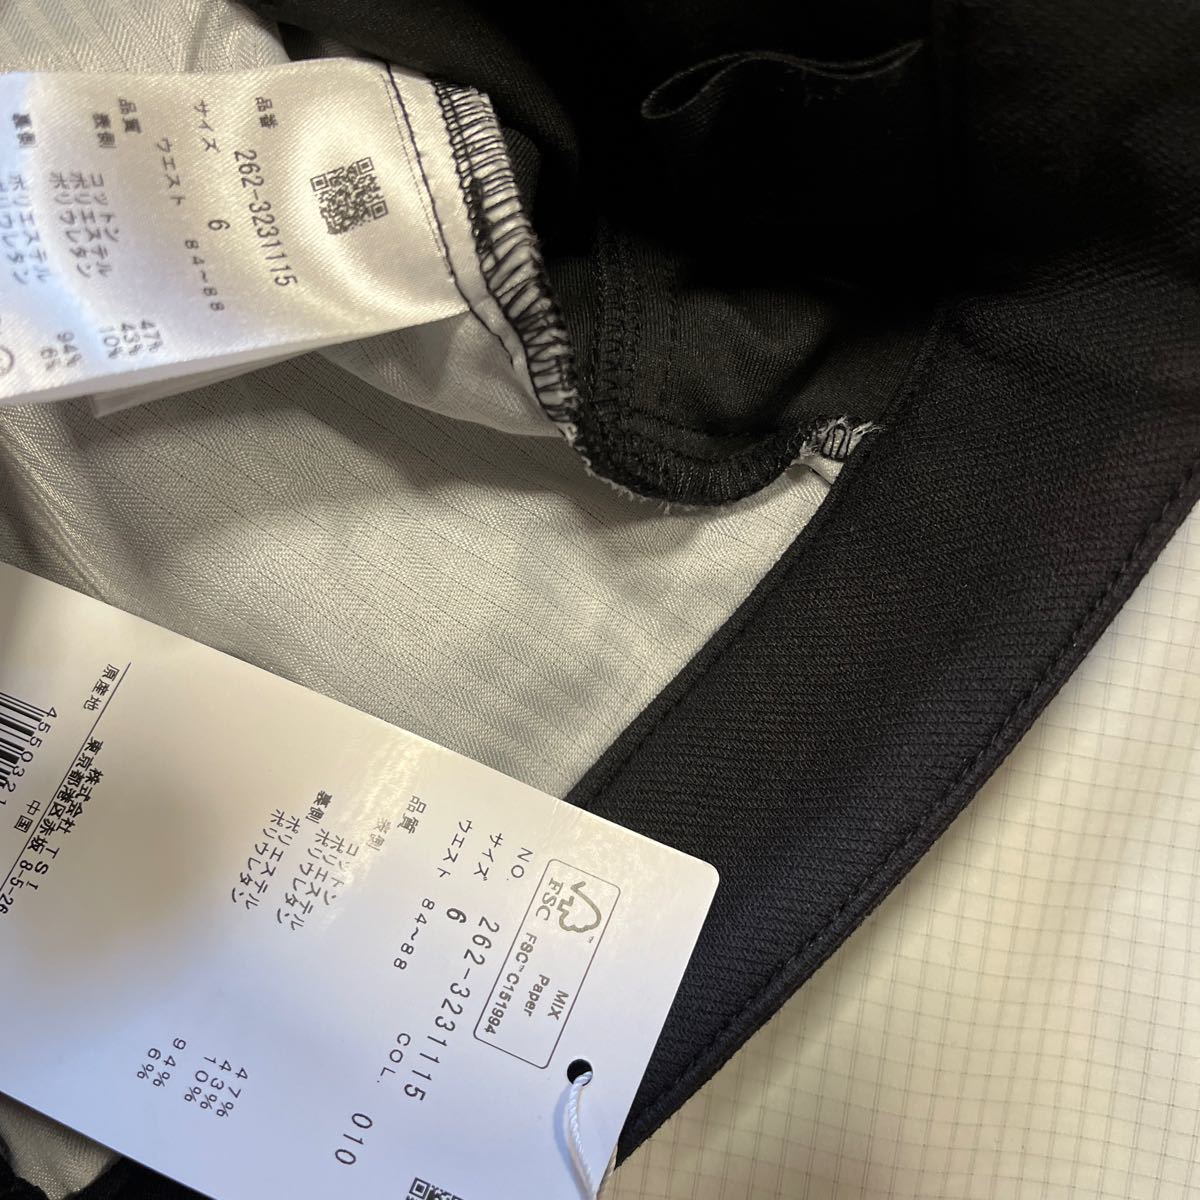 品番 262-3231115
サイズ 6
ウエスト 84~88
品質
表側 コットン 47%
ポリエステル 43%
ポリウレタン 10%
裏側 ポリエステル 94%
ポリウレタン 6%
FSC
MIX
Paper
FSC™ C151994
NO. 262-3231115 COL. 010
サイズ 6
ウエスト 84~88
品質
表側 コットン 47%
ポリエステル 43%
ポリウレタン 10%
裏側 ポリエステル 94%
ポリウレタン 6%
株式会社 TSI
東京都港区赤坂 8-5-26
原産地 中国